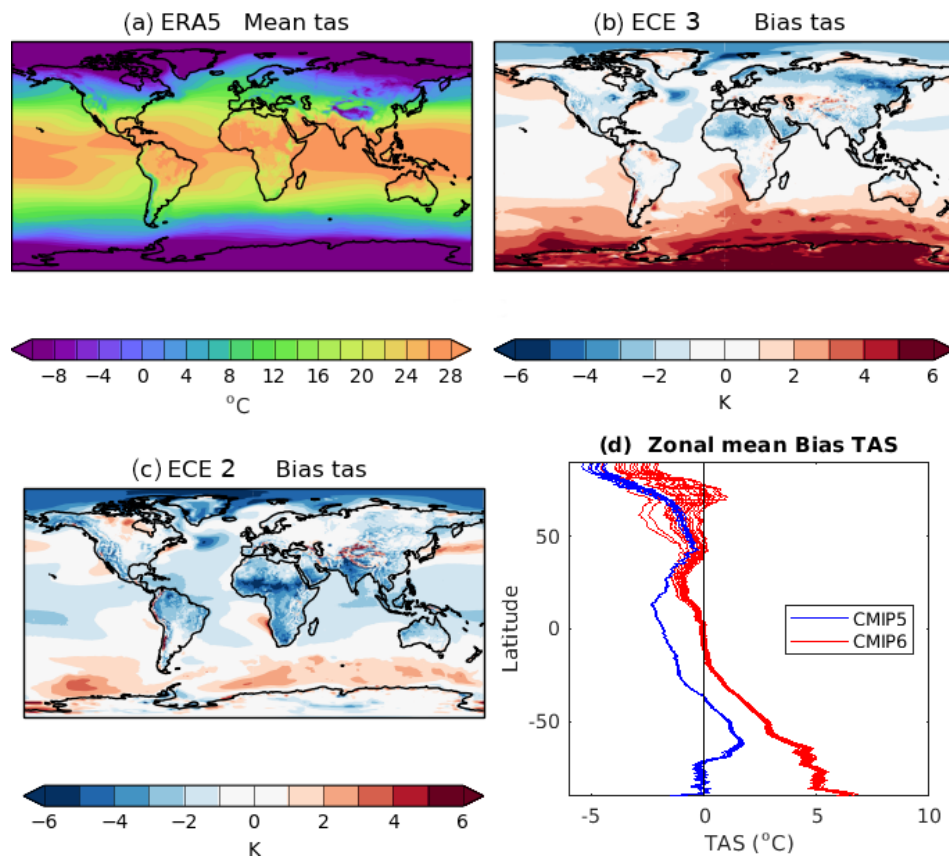 (a) ERA5 Mean tas
(b) ECE 3 Bias tas
−8 −4 0 4 8 12 16 20 24 28
°C
−6 −4 −2 0 2 4 6
K
(c) ECE 2 Bias tas
−6 −4 −2 0 2 4 6
K
(d) Zonal mean Bias TAS
50
0
-50
Latitude
CMIP5
CMIP6
-5 0 5 10
TAS (°C)